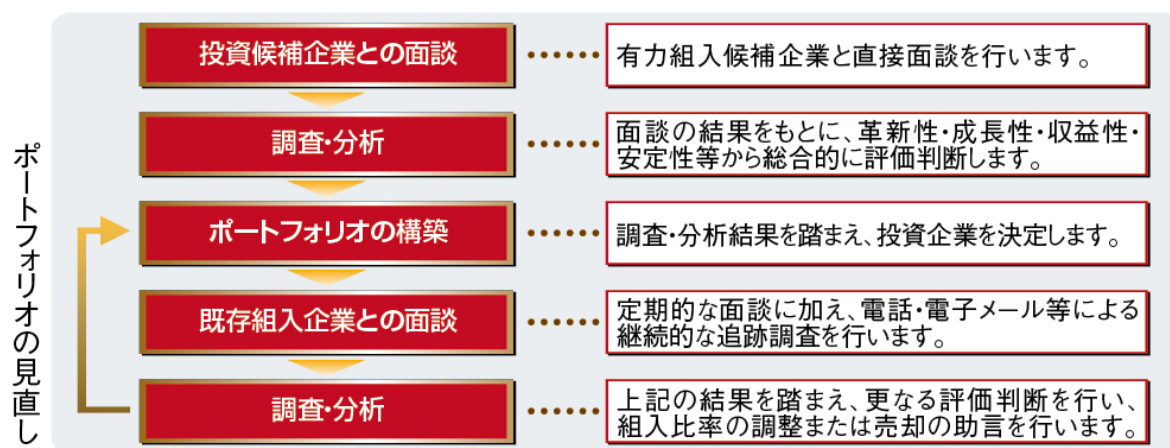 投資候補企業との面談
有力組入候補企業と直接面談を行います。
調査・分析
面談の結果をもとに、革新性・成長性・収益性・
安定性等から総合的に評価判断します。
ポートフォリオの構築
調査・分析結果を踏まえ、投資企業を決定します。
既存組入企業との面談
定期的な面談に加え、電話・電子メール等による
継続的な追跡調査を行います。
調査・分析
上記の結果を踏まえ、更なる評価判断を行い、
組入比率の調整または売却の助言を行います。
ポートフォリオの見直し